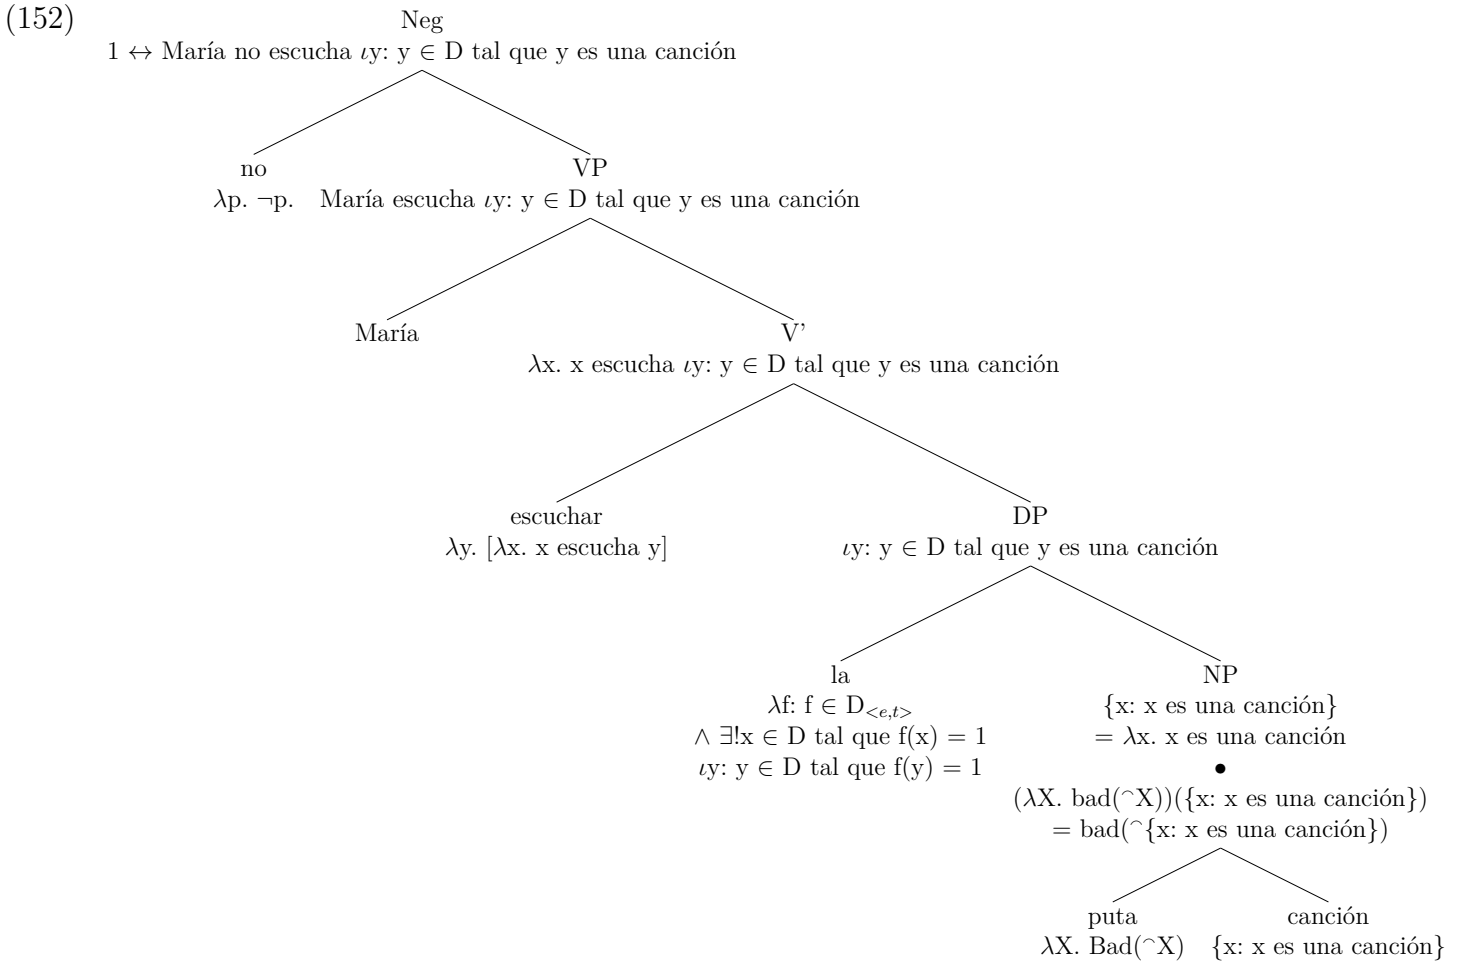 (152)
Neg
1 ↔ María no escucha ιy: y ∈ D tal que y es una canción
no
λp. ¬p.
VP
María escucha ιy: y ∈ D tal que y es una canción
María
V’
λx. x escucha ιy: y ∈ D tal que y es una canción
escuchar
λy. [λx. x escucha y]
DP
ιy: y ∈ D tal que y es una canción
la
λf: f ∈ D<e,t>
∧ ∃!x ∈ D tal que f(x) = 1
ιy: y ∈ D tal que f(y) = 1
NP
{x: x es una canción}
= λx. x es una canción
•
(λX. bad(⌢X))({x: x es una canción})
= bad(⌢{x: x es una canción})
puta
λX. Bad(⌢X)
canción
{x: x es una canción}